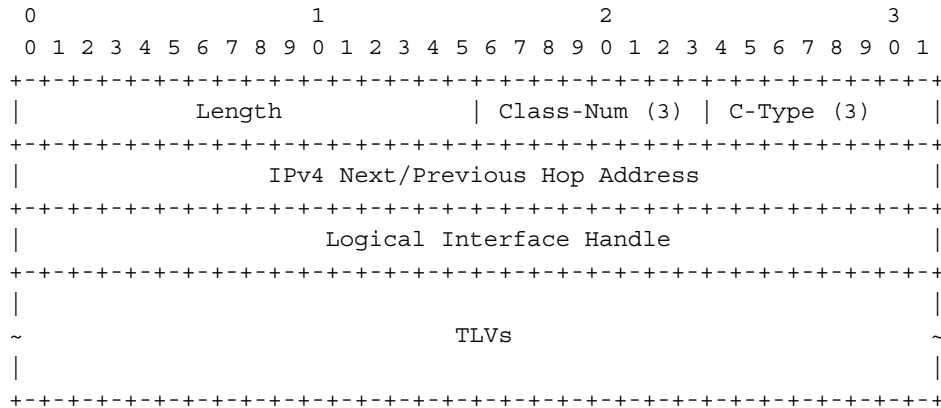 0                   1                   2                   3
 0 1 2 3 4 5 6 7 8 9 0 1 2 3 4 5 6 7 8 9 0 1 2 3 4 5 6 7 8 9 0 1
+-+-+-+-+-+-+-+-+-+-+-+-+-+-+-+-+-+-+-+-+-+-+-+-+-+-+-+-+-+-+-+-+
|            Length             | Class-Num (3) | C-Type (3)    |
+-+-+-+-+-+-+-+-+-+-+-+-+-+-+-+-+-+-+-+-+-+-+-+-+-+-+-+-+-+-+-+-+
|                 IPv4 Next/Previous Hop Address                |
+-+-+-+-+-+-+-+-+-+-+-+-+-+-+-+-+-+-+-+-+-+-+-+-+-+-+-+-+-+-+-+-+
|                     Logical Interface Handle                  |
+-+-+-+-+-+-+-+-+-+-+-+-+-+-+-+-+-+-+-+-+-+-+-+-+-+-+-+-+-+-+-+-+
|                                                               |
~                              TLVs                             ~
|                                                               |
+-+-+-+-+-+-+-+-+-+-+-+-+-+-+-+-+-+-+-+-+-+-+-+-+-+-+-+-+-+-+-+-+